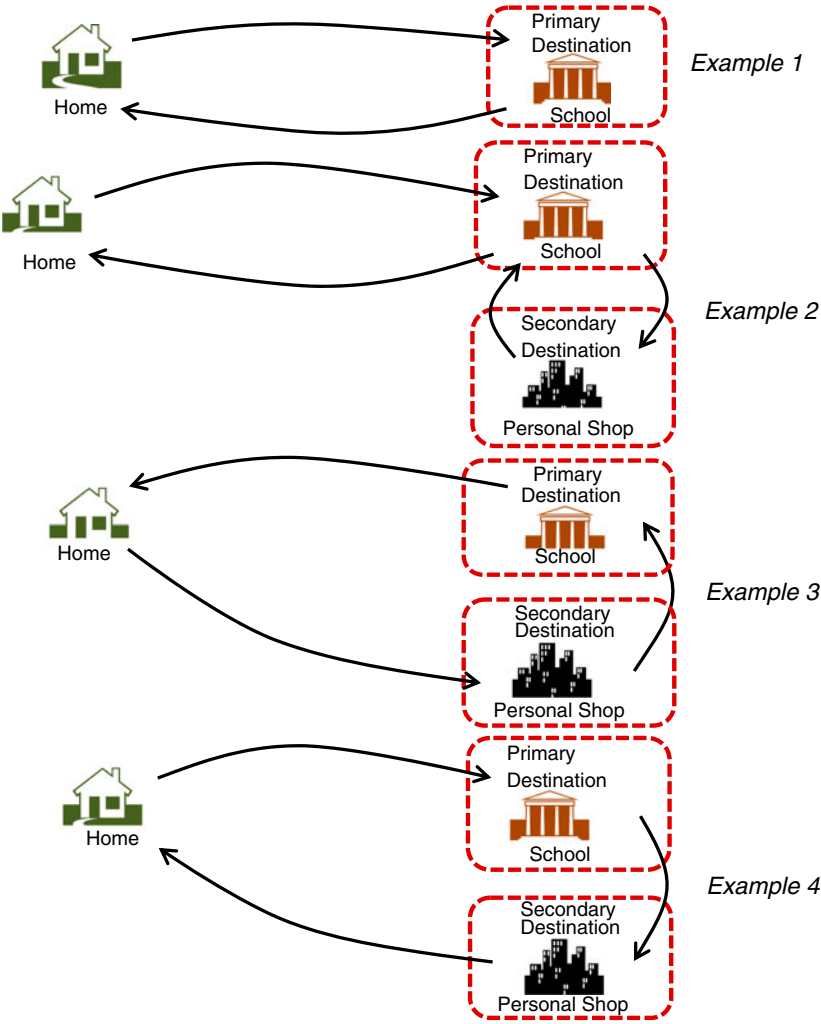 Primary
Destination
School
Home
Example 1
Primary
Destination
School
Home
Example 2
Secondary
Destination
Personal Shop
Primary
Destination
School
Home
Example 3
Secondary
Destination
Personal Shop
Primary
Destination
School
Home
Example 4
Secondary
Destination
Personal Shop